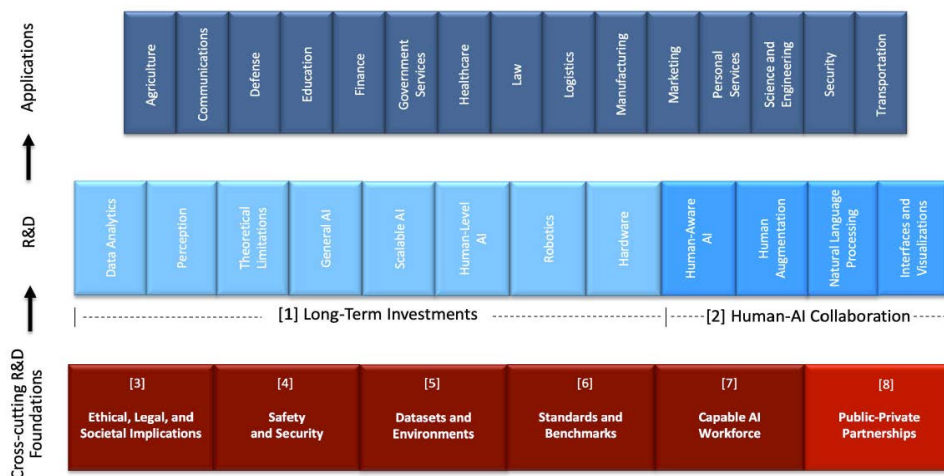 Applications
Agriculture
Communications
Defense
Education
Finance
Government
Services
Healthcare
Law
Logistics
Manufacturing
Marketing
Personal
Services
Science and
Engineering
Security
Transportation
R&D
Data Analytics
Perception
Theoretical
Limitations
General AI
Scalable AI
Human-Level
AI
Robotics
Hardware
Human-Aware
AI
Human
Augmentation
Natural Language
Processing
Interfaces and
Visualizations
[1] Long-Term Investments
[2] Human-AI Collaboration
Cross-cutting R&D
Foundations
[3]
Ethical, Legal, and
Societal Implications
[4]
Safety
and Security
[5]
Datasets and
Environments
[6]
Standards and
Benchmarks
[7]
Capable AI
Workforce
[8]
Public-Private
Partnerships